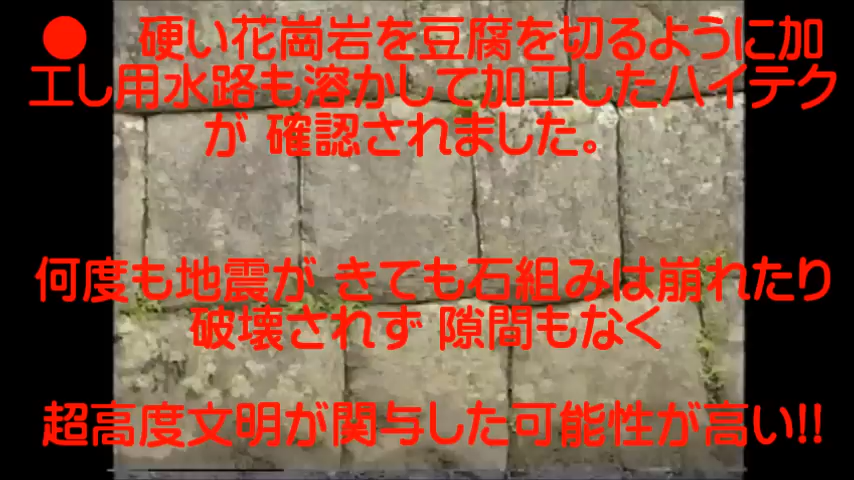 ● 硬い花崗岩を豆腐を切るように加
工し用水路も溶かして加工したハイテク
が 確認されました。
何度も地震が きても石組みは崩れたり
破壊されず 隙間もなく
超高度文明が関与した可能性が高い!!